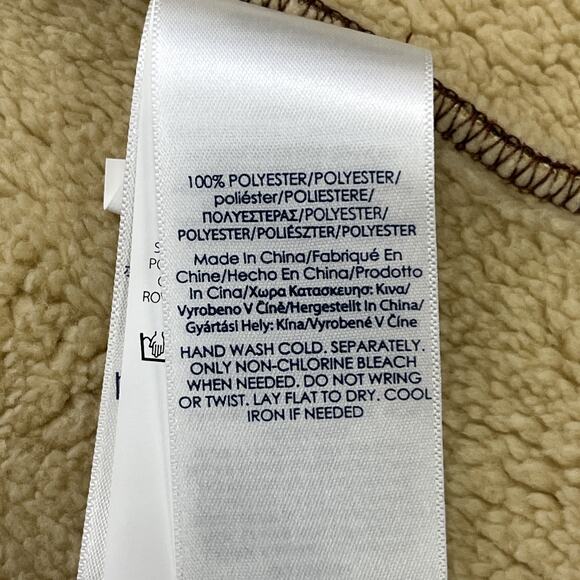 100% POLYESTER/POLYESTER/
poliéster/POLIESTERE/
ΠΟΛΥΕΣΤΕΡΑΣ/POLYESTER/
POLYESTER/POLIÉSZTER/POLYESTER
Made In China/Fabriqué En
Chine/Hecho En China/Prodotto
In Cina/Χωρα Κατασκευησ: Κινα/
Vyrobeno V Číně/Hergestellt In China/
Gyártási Hely: Kína/Vyrobené V Číne
HAND WASH COLD. SEPARATELY.
ONLY NON-CHLORINE BLEACH
WHEN NEEDED. DO NOT WRING
OR TWIST. LAY FLAT TO DRY. COOL
IRON IF NEEDED